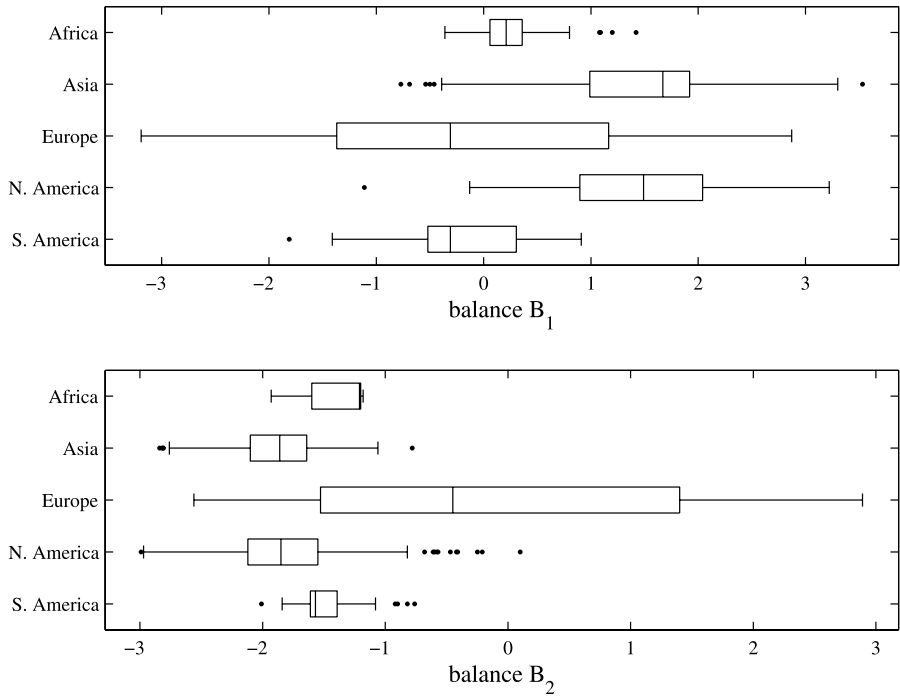 Africa
Asia
Europe
N. America
S. America
−3 −2 −1 0 1 2 3
balance B1
Africa
Asia
Europe
N. America
S. America
−3 −2 −1 0 1 2 3
balance B2